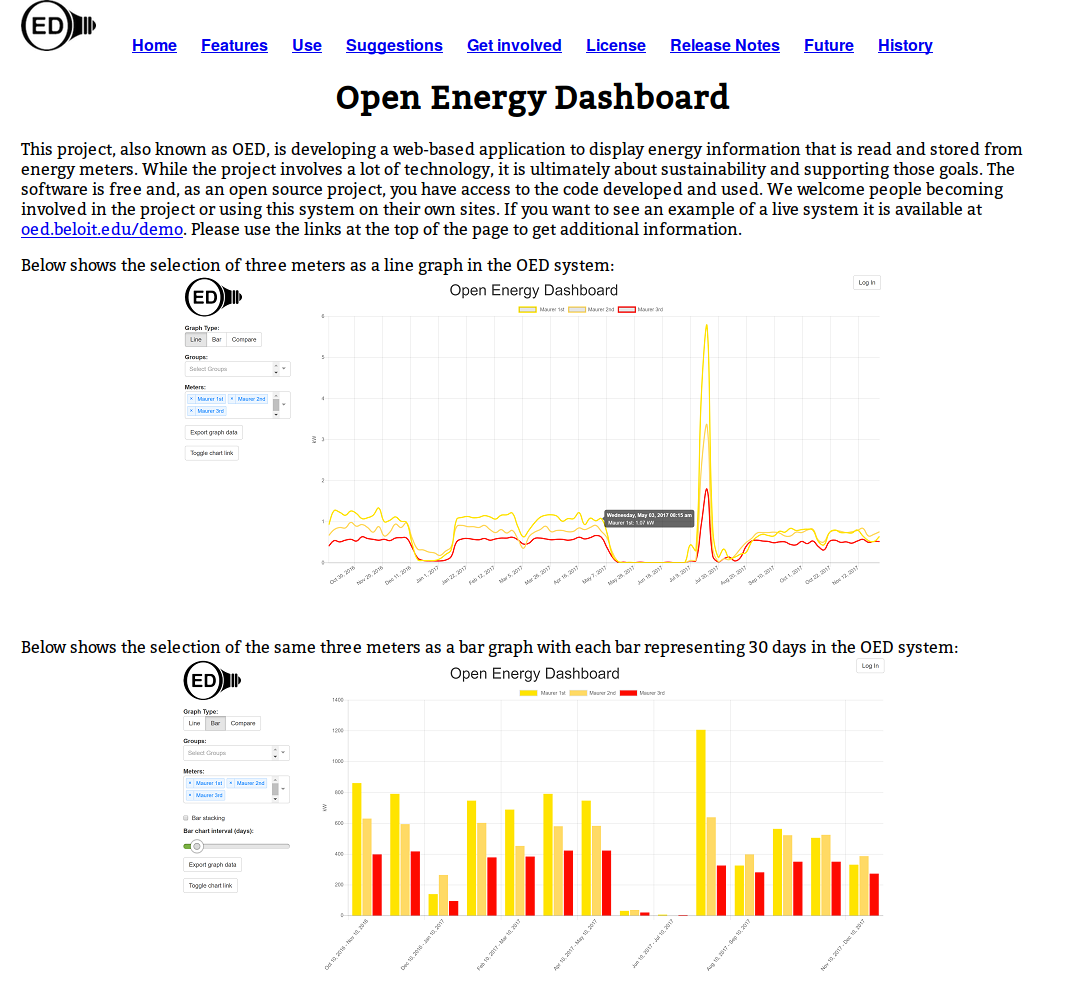 ED
Home Features Use Suggestions Get involved License Release Notes Future History
Open Energy Dashboard
This project, also known as OED, is developing a web-based application to display energy information that is read and stored from
energy meters. While the project involves a lot of technology, it is ultimately about sustainability and supporting those goals. The
software is free and, as an open source project, you have access to the code developed and used. We welcome people becoming
involved in the project or using this system on their own sites. If you want to see an example of a live system it is available at
oed.beloit.edu/demo. Please use the links at the top of the page to get additional information.
Below shows the selection of three meters as a line graph in the OED system:
ED
Open Energy Dashboard
Log In
Maurer 1st Maurer 2nd Maurer 3rd
Graph Type:
Line Bar Compare
Groups:
Select Groups
Meters:
× Maurer 1st × Maurer 2nd
× Maurer 3rd
Export graph data
Toggle chart link
kW
6
5
4
3
2
1
0
Wednesday, May 03, 2017 06:15 am
Maurer 1st: 1.07 kW
Oct 30, 2016 Nov 20, 2016 Dec 11, 2016 Jan 1, 2017 Jan 22, 2017 Feb 12, 2017 Mar 5, 2017 Mar 26, 2017 Apr 16, 2017 May 7, 2017 May 28, 2017 Jun 18, 2017 Jul 9, 2017 Jul 30, 2017 Aug 20, 2017 Sep 10, 2017 Oct 1, 2017 Oct 22, 2017 Nov 12, 2017
Below shows the selection of the same three meters as a bar graph with each bar representing 30 days in the OED system:
ED
Open Energy Dashboard
Log In
Maurer 1st Maurer 2nd Maurer 3rd
Graph Type:
Line Bar Compare
Groups:
Select Groups
Meters:
× Maurer 1st × Maurer 2nd
× Maurer 3rd
Bar stacking
Bar chart interval (days):
Export graph data
Toggle chart link
kW
1400
1200
1000
800
600
400
200
0
Oct 10, 2016 - Nov 10, 2016 Dec 10, 2016 - Jan 10, 2017 Feb 10, 2017 - Mar 10, 2017 Apr 10, 2017 - May 10, 2017 Jun 10, 2017 - Jul 10, 2017 Aug 10, 2017 - Sep 10, 2017 Nov 10, 2017 - Dec 10, 2017